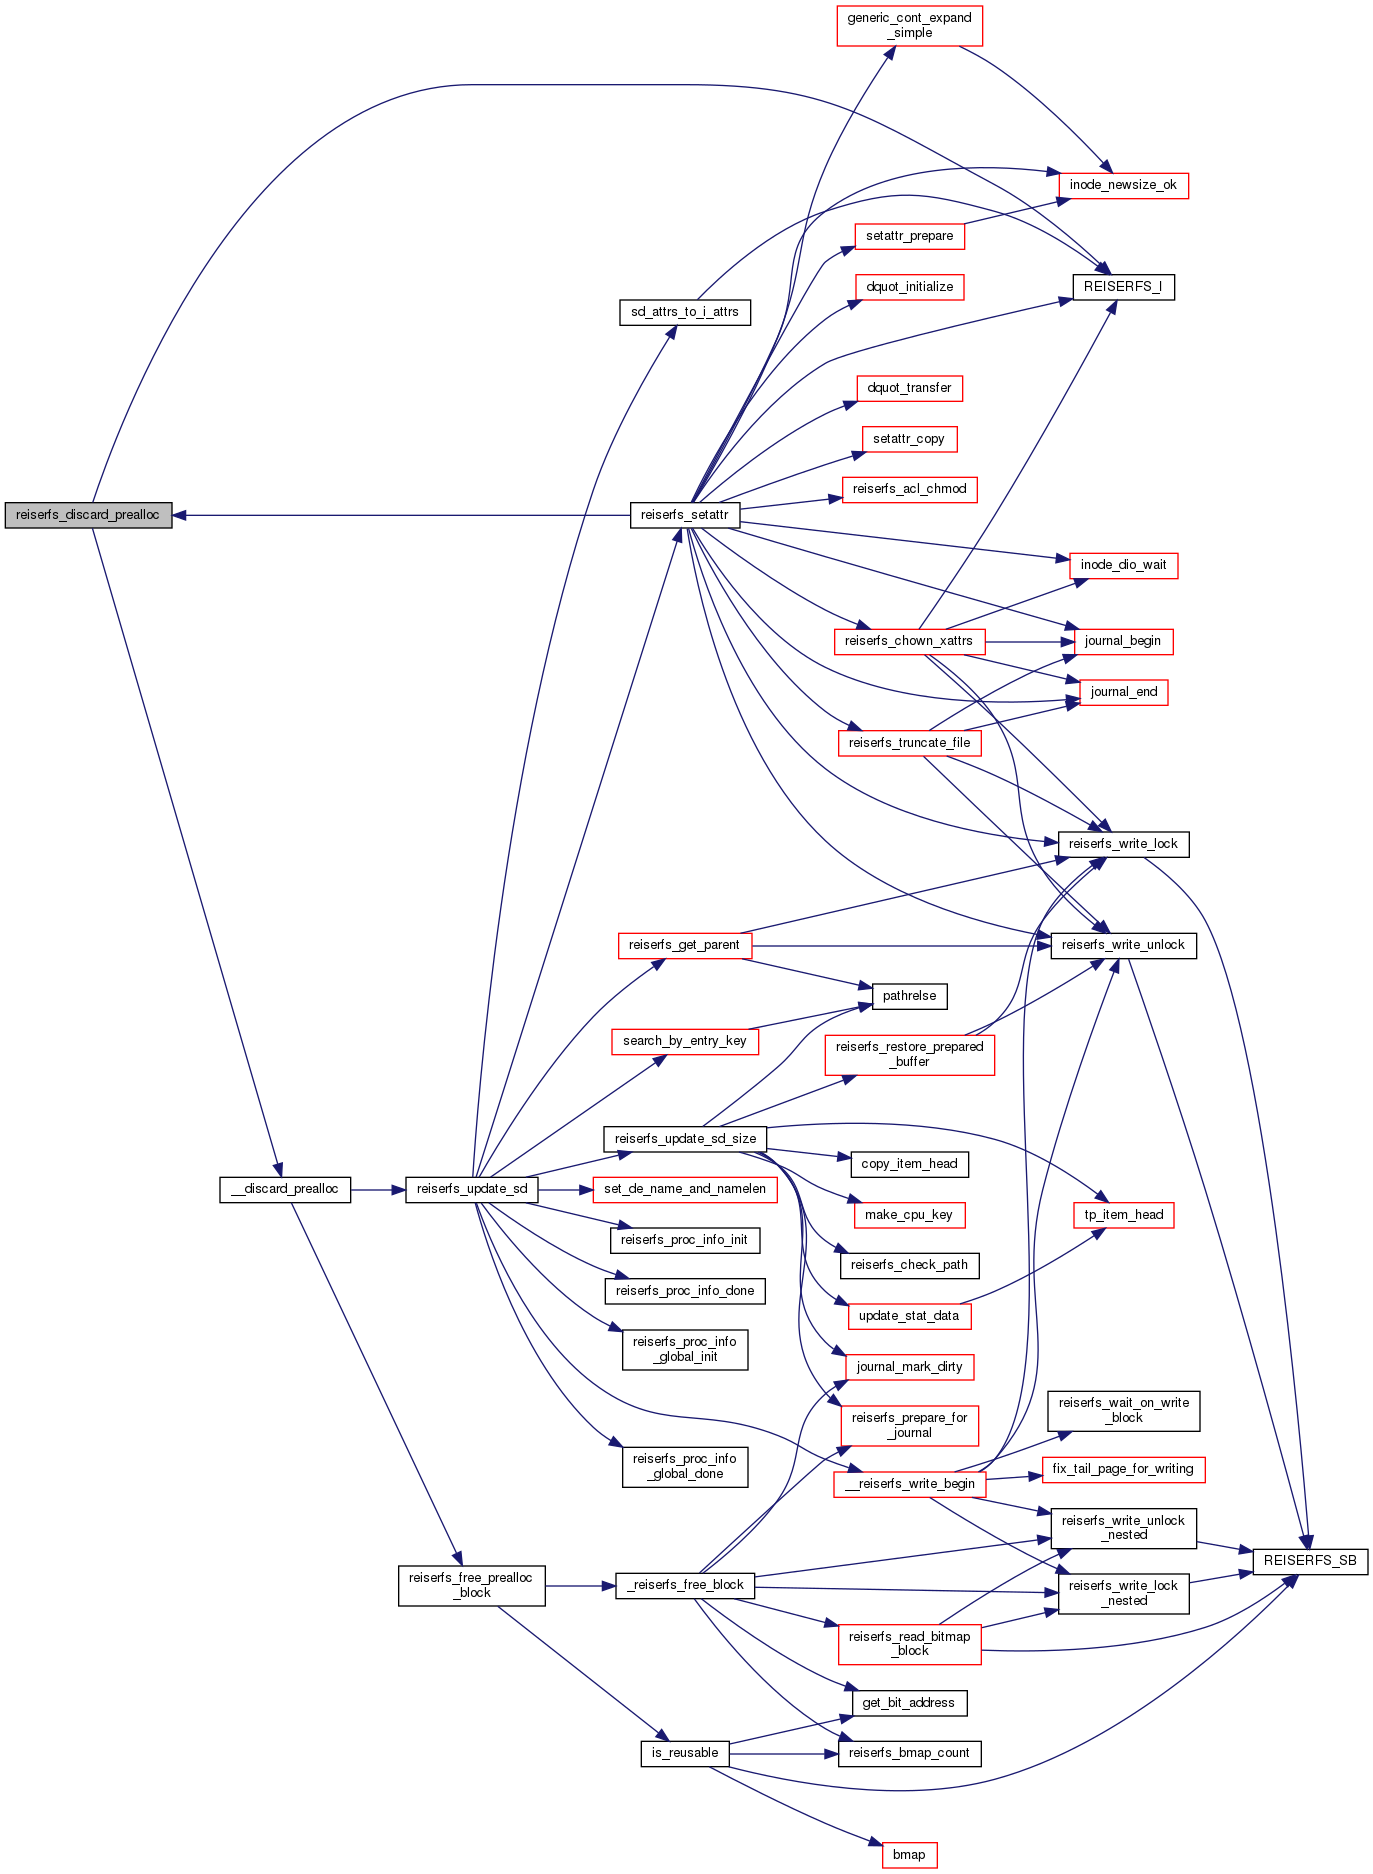 generic_cont_expand
_simple
inode_newsize_ok
setattr_prepare
dquot_initialize
REISERFS_I
sd_attrs_to_i_attrs
dquot_transfer
setattr_copy
reiserfs_acl_chmod
reiserfs_discard_prealloc
reiserfs_setattr
inode_dio_wait
reiserfs_chown_xattrs
journal_begin
journal_end
reiserfs_truncate_file
reiserfs_write_lock
reiserfs_get_parent
reiserfs_write_unlock
pathrelse
search_by_entry_key
reiserfs_restore_prepared
_buffer
reiserfs_update_sd_size
copy_item_head
__discard_prealloc
reiserfs_update_sd
set_de_name_and_namelen
make_cpu_key
tp_item_head
reiserfs_proc_info_init
reiserfs_check_path
reiserfs_proc_info_done
update_stat_data
reiserfs_proc_info
_global_init
journal_mark_dirty
reiserfs_wait_on_write
_block
reiserfs_prepare_for
_journal
reiserfs_proc_info
_global_done
fix_tail_page_for_writing
__reiserfs_write_begin
reiserfs_write_unlock
_nested
REISERFS_SB
reiserfs_free_prealloc
_block
_reiserfs_free_block
reiserfs_write_lock
_nested
reiserfs_read_bitmap
_block
get_bit_address
is_reusable
reiserfs_bmap_count
bmap